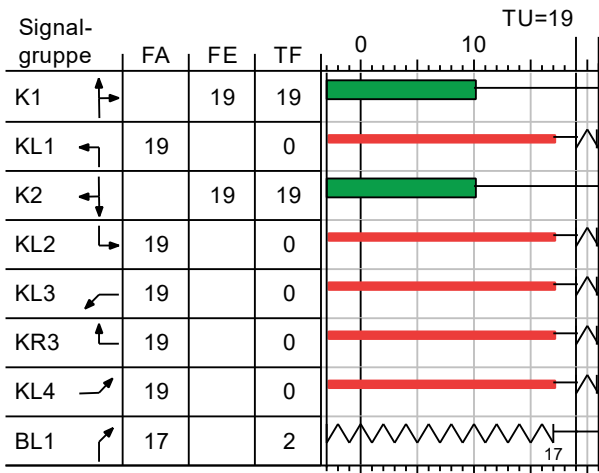 TU=19
Signal-
gruppe FA FE TF 0 10
K1 19 19
KL1 19 0
K2 19 19
KL2 19 0
KL3 19 0
KR3 19 0
KL4 19 0
BL1 17 2 17